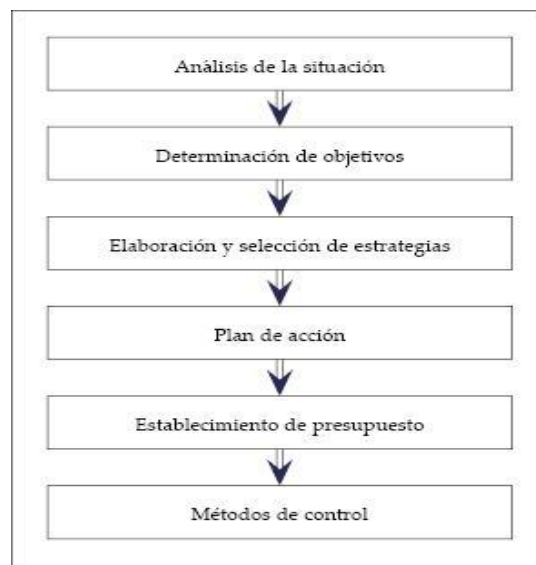 Análisis de la situación
Determinación de objetivos
Elaboración y selección de estrategias
Plan de acción
Establecimiento de presupuesto
Métodos de control